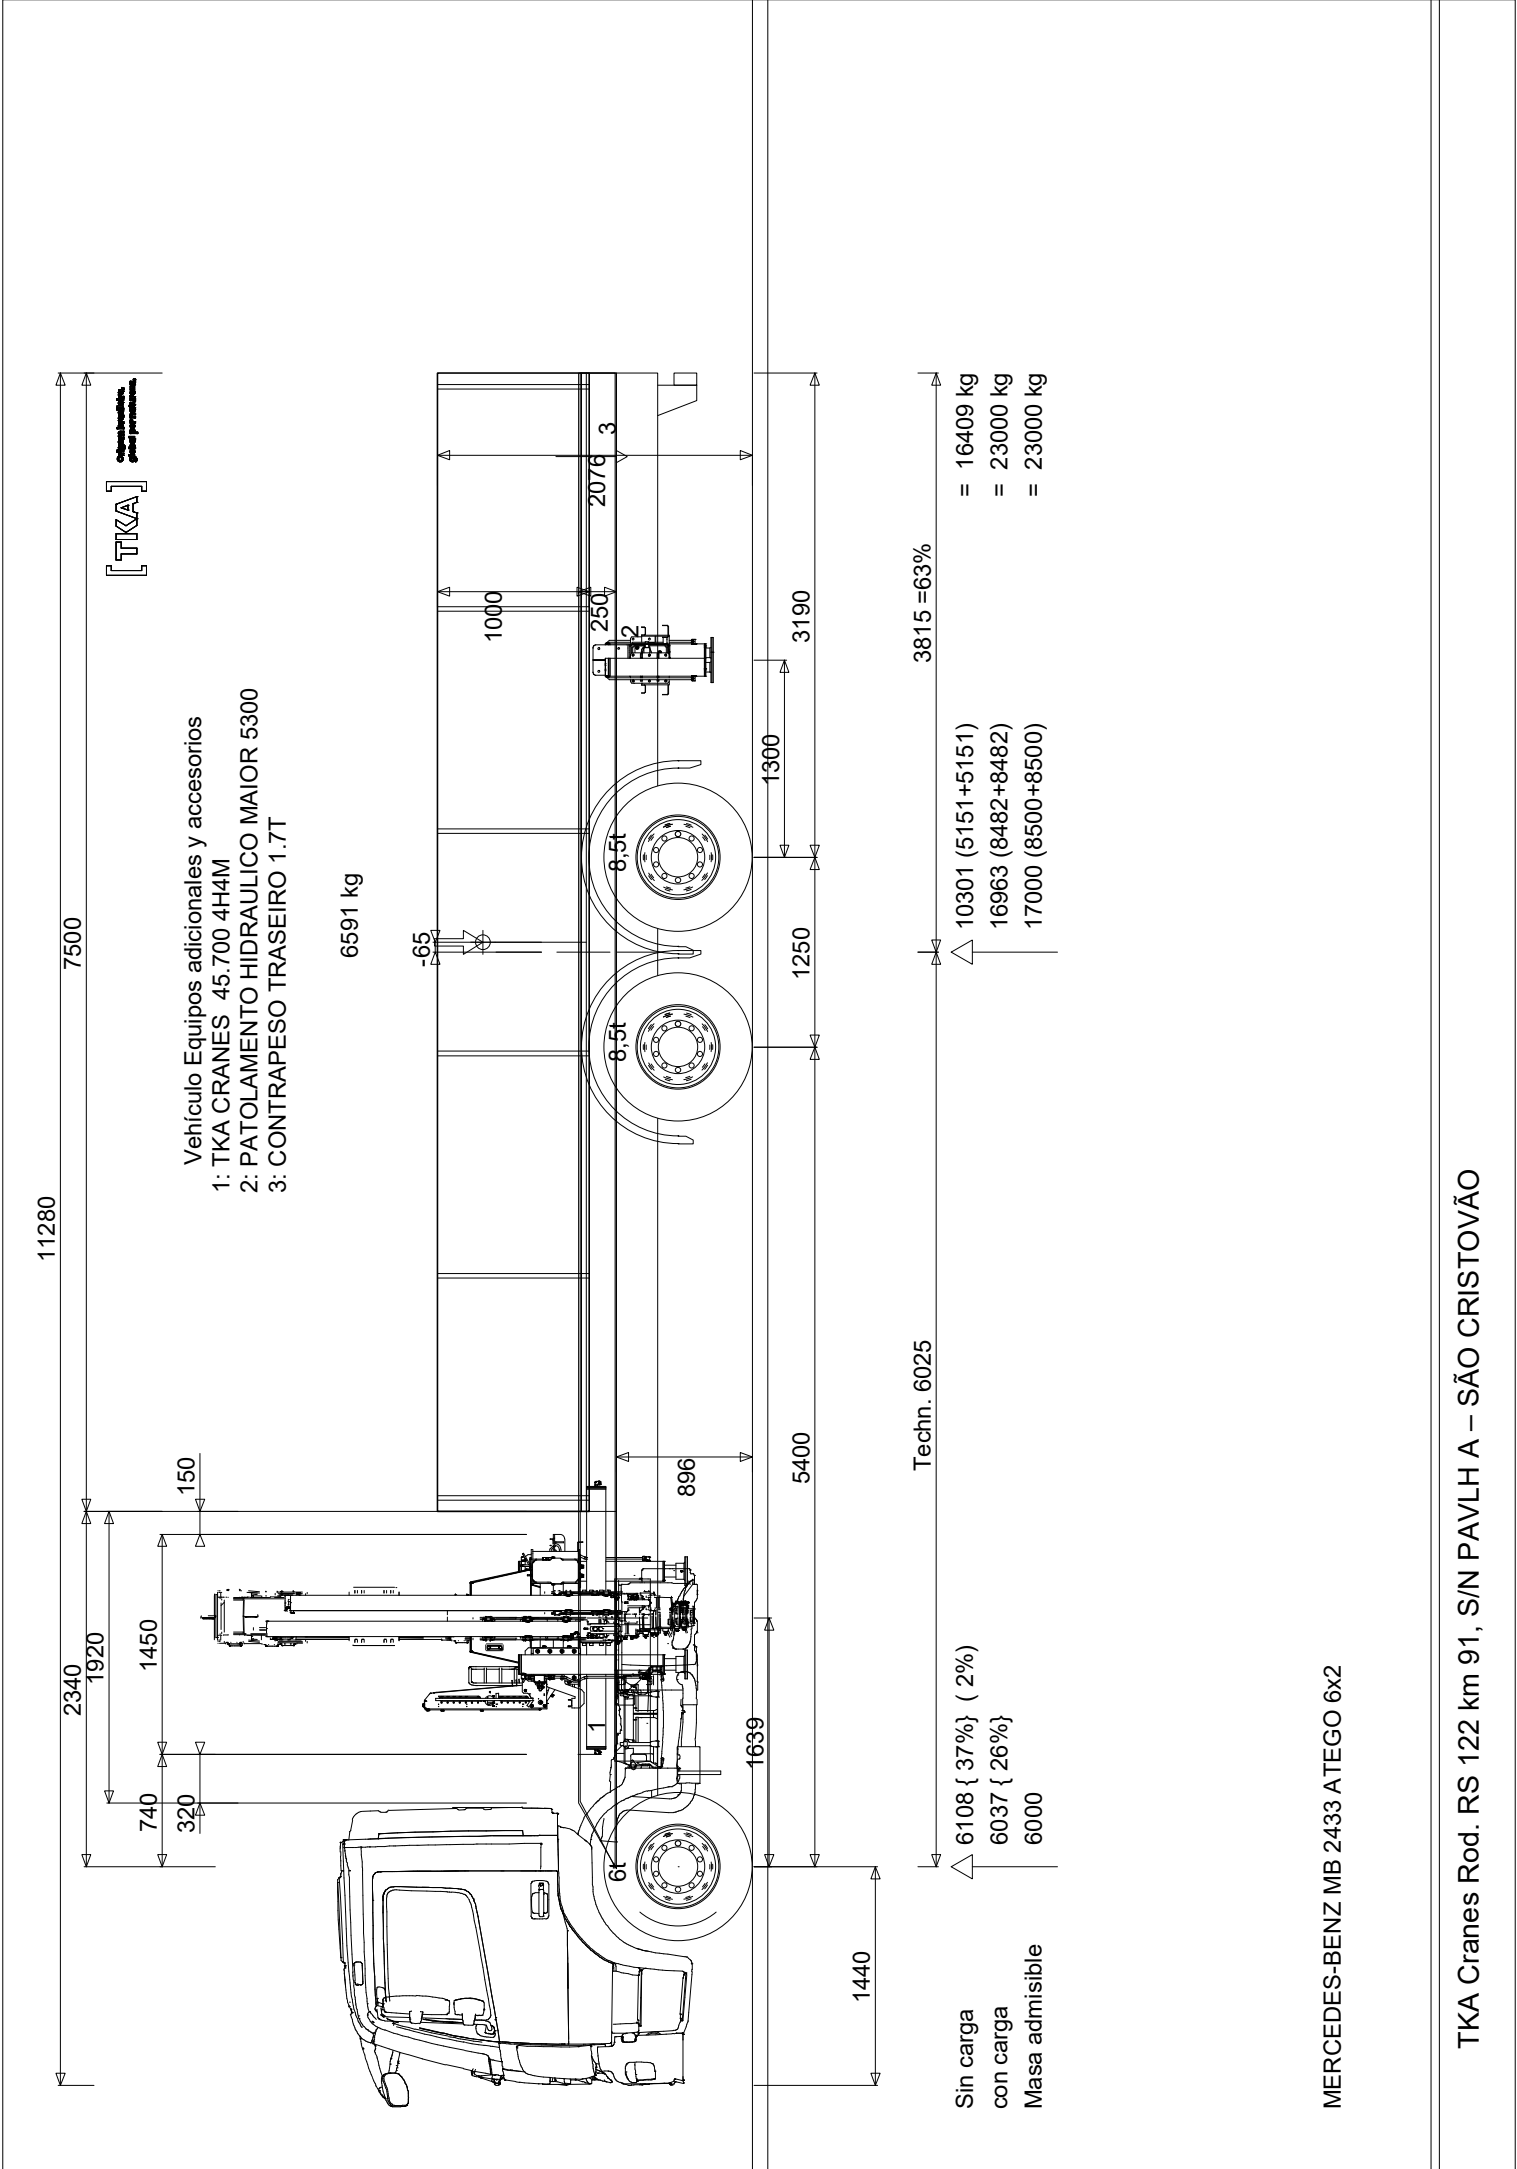 11280
7500
2340
1920
1450
150
740
320
[TKA]
Vehículo Equipos adicionales y accesorios
1: TKA CRANES 45.700 4H4M
2: PATOLAMENTO HIDRAULICO MAIOR 5300
3: CONTRAPESO TRASEIRO 1.7T
6591 kg
-65
1000
250
2076
1
2
3
6t
8,5t
8,5t
896
1639
1300
5400
1250
3190
1440
Techn. 6025
3815 =63%
Sin carga 6108 { 37%} ( 2%) 10301 (5151+5151) = 16409 kg
con carga 6037 { 26%} 16963 (8482+8482) = 23000 kg
Masa admisible 6000 17000 (8500+8500) = 23000 kg
MERCEDES-BENZ MB 2433 ATEGO 6x2
TKA Cranes Rod. RS 122 km 91, S/N PAVLH A – SÃO CRISTOVÃO